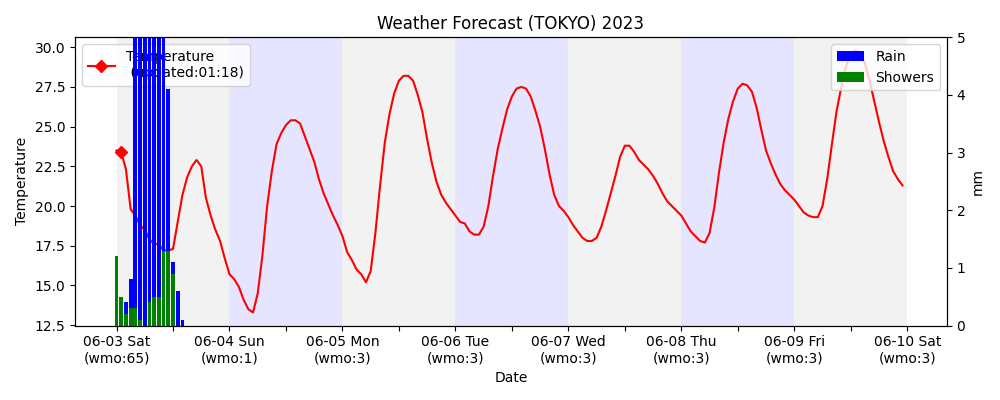 Weather Forecast (TOKYO) 2023
Temperature
(updated:01:18)
Rain
Showers
30.0
27.5
25.0
22.5
20.0
17.5
15.0
12.5
Temperature
5
4
3
2
1
0
mm
06-03 Sat
(wmo:65)
06-04 Sun
(wmo:1)
06-05 Mon
(wmo:3)
06-06 Tue
(wmo:3)
06-07 Wed
(wmo:3)
06-08 Thu
(wmo:3)
06-09 Fri
(wmo:3)
06-10 Sat
(wmo:3)
Date